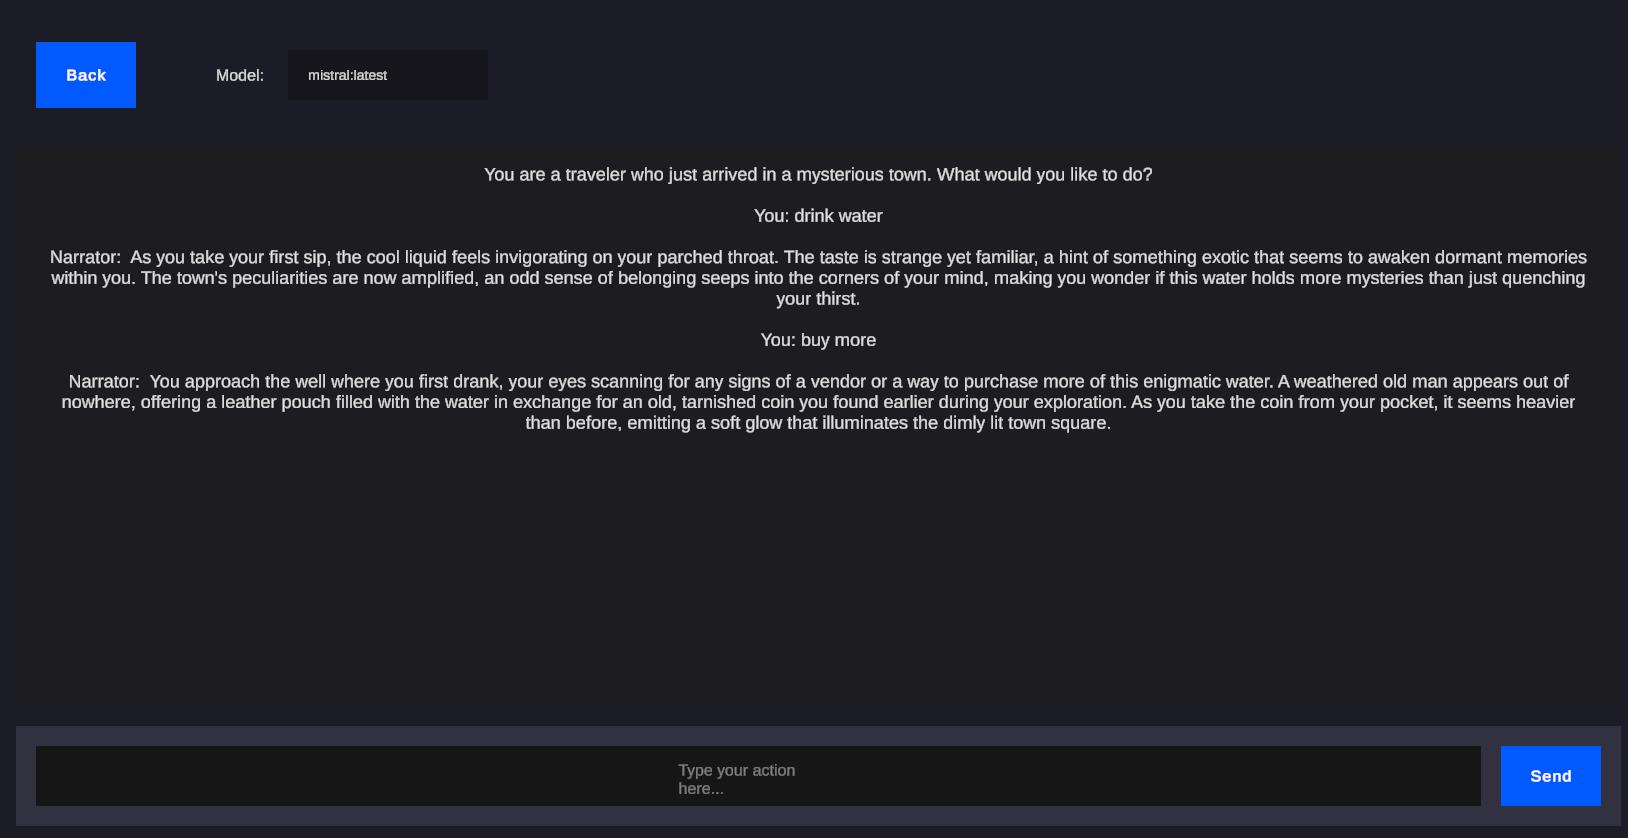 Back
Model:
mistral:latest
You are a traveler who just arrived in a mysterious town. What would you like to do?
You: drink water
Narrator:  As you take your first sip, the cool liquid feels invigorating on your parched throat. The taste is strange yet familiar, a hint of something exotic that seems to awaken dormant memories
within you. The town's peculiarities are now amplified, an odd sense of belonging seeps into the corners of your mind, making you wonder if this water holds more mysteries than just quenching
your thirst.
You: buy more
Narrator:  You approach the well where you first drank, your eyes scanning for any signs of a vendor or a way to purchase more of this enigmatic water. A weathered old man appears out of
nowhere, offering a leather pouch filled with the water in exchange for an old, tarnished coin you found earlier during your exploration. As you take the coin from your pocket, it seems heavier
than before, emitting a soft glow that illuminates the dimly lit town square.
Type your action
here...
Send